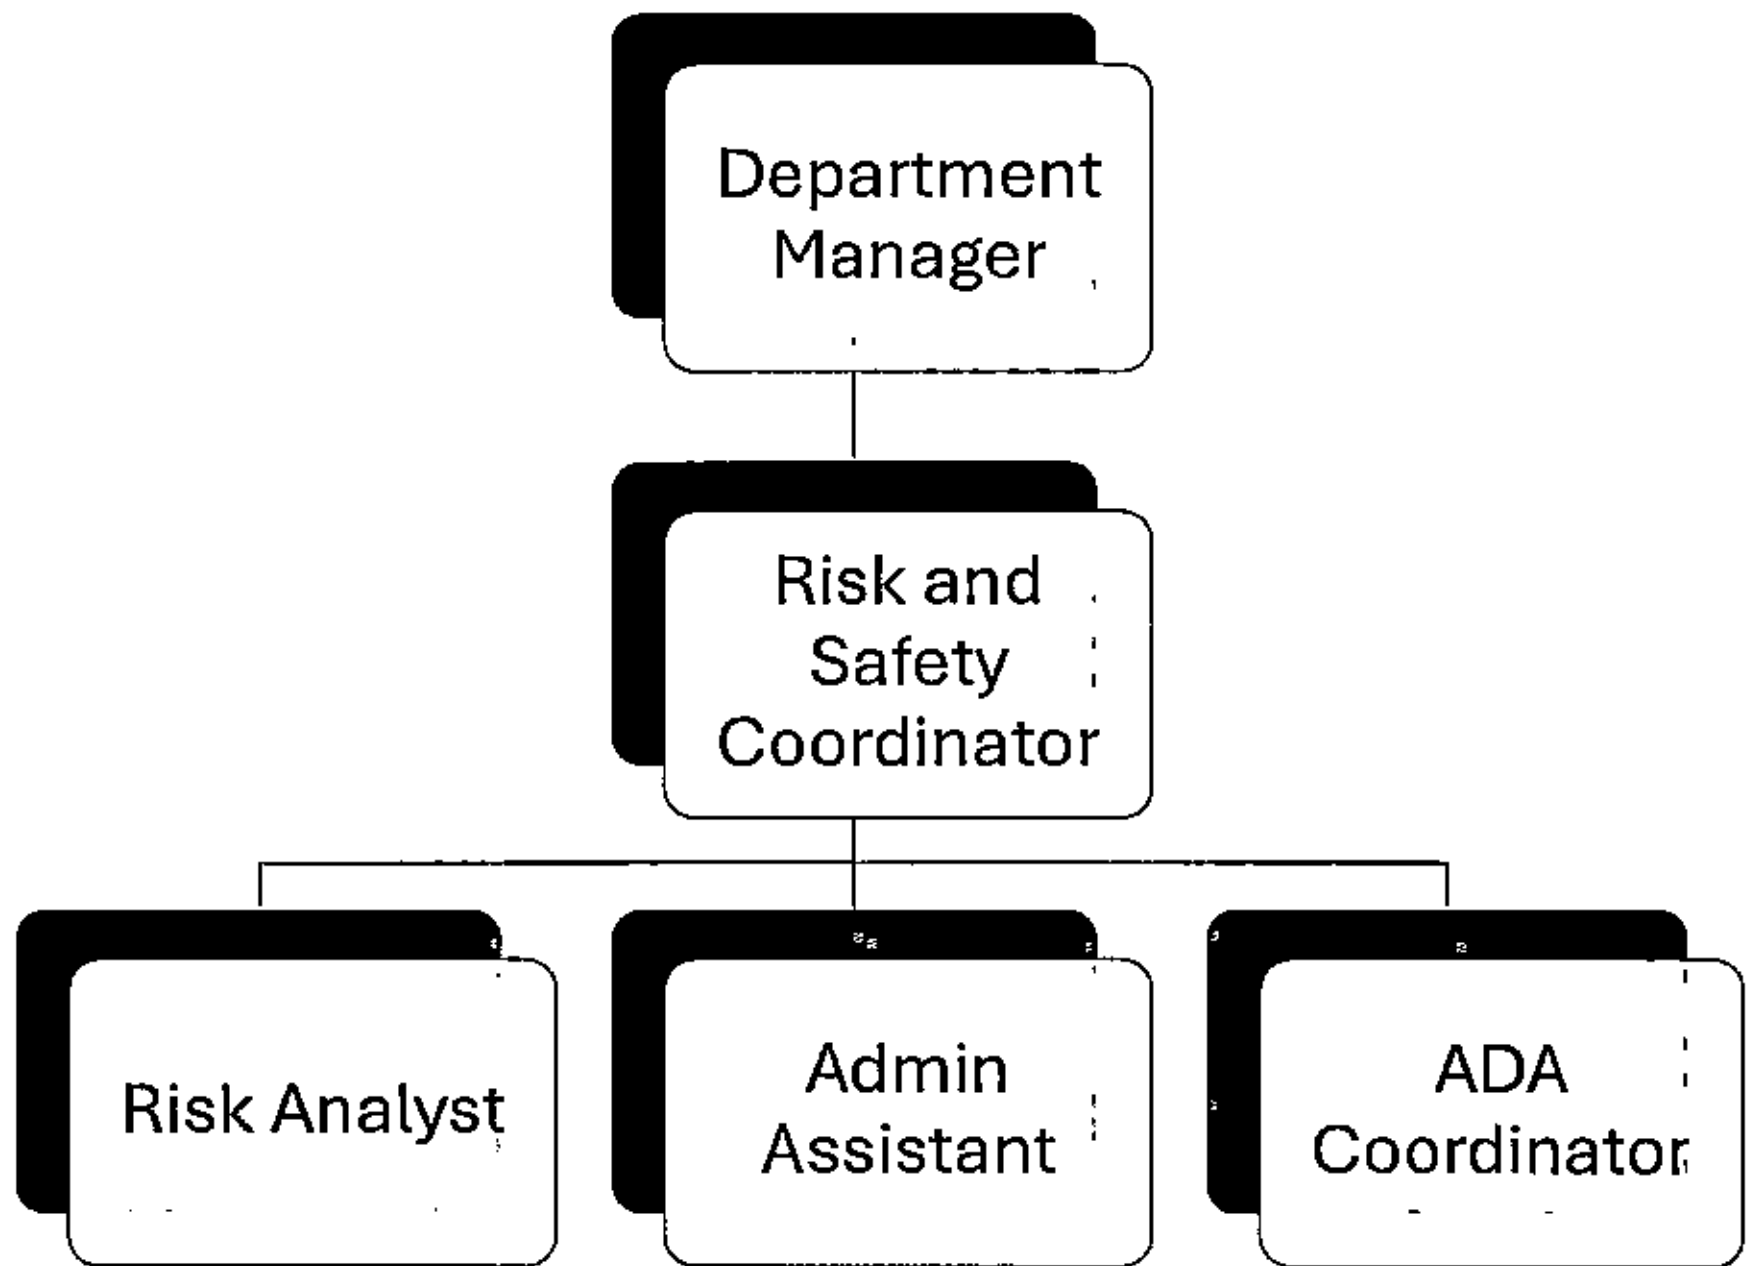 Department
Manager
Risk and
Safety
Coordinator
Risk Analyst
Admin
Assistant
ADA
Coordinator